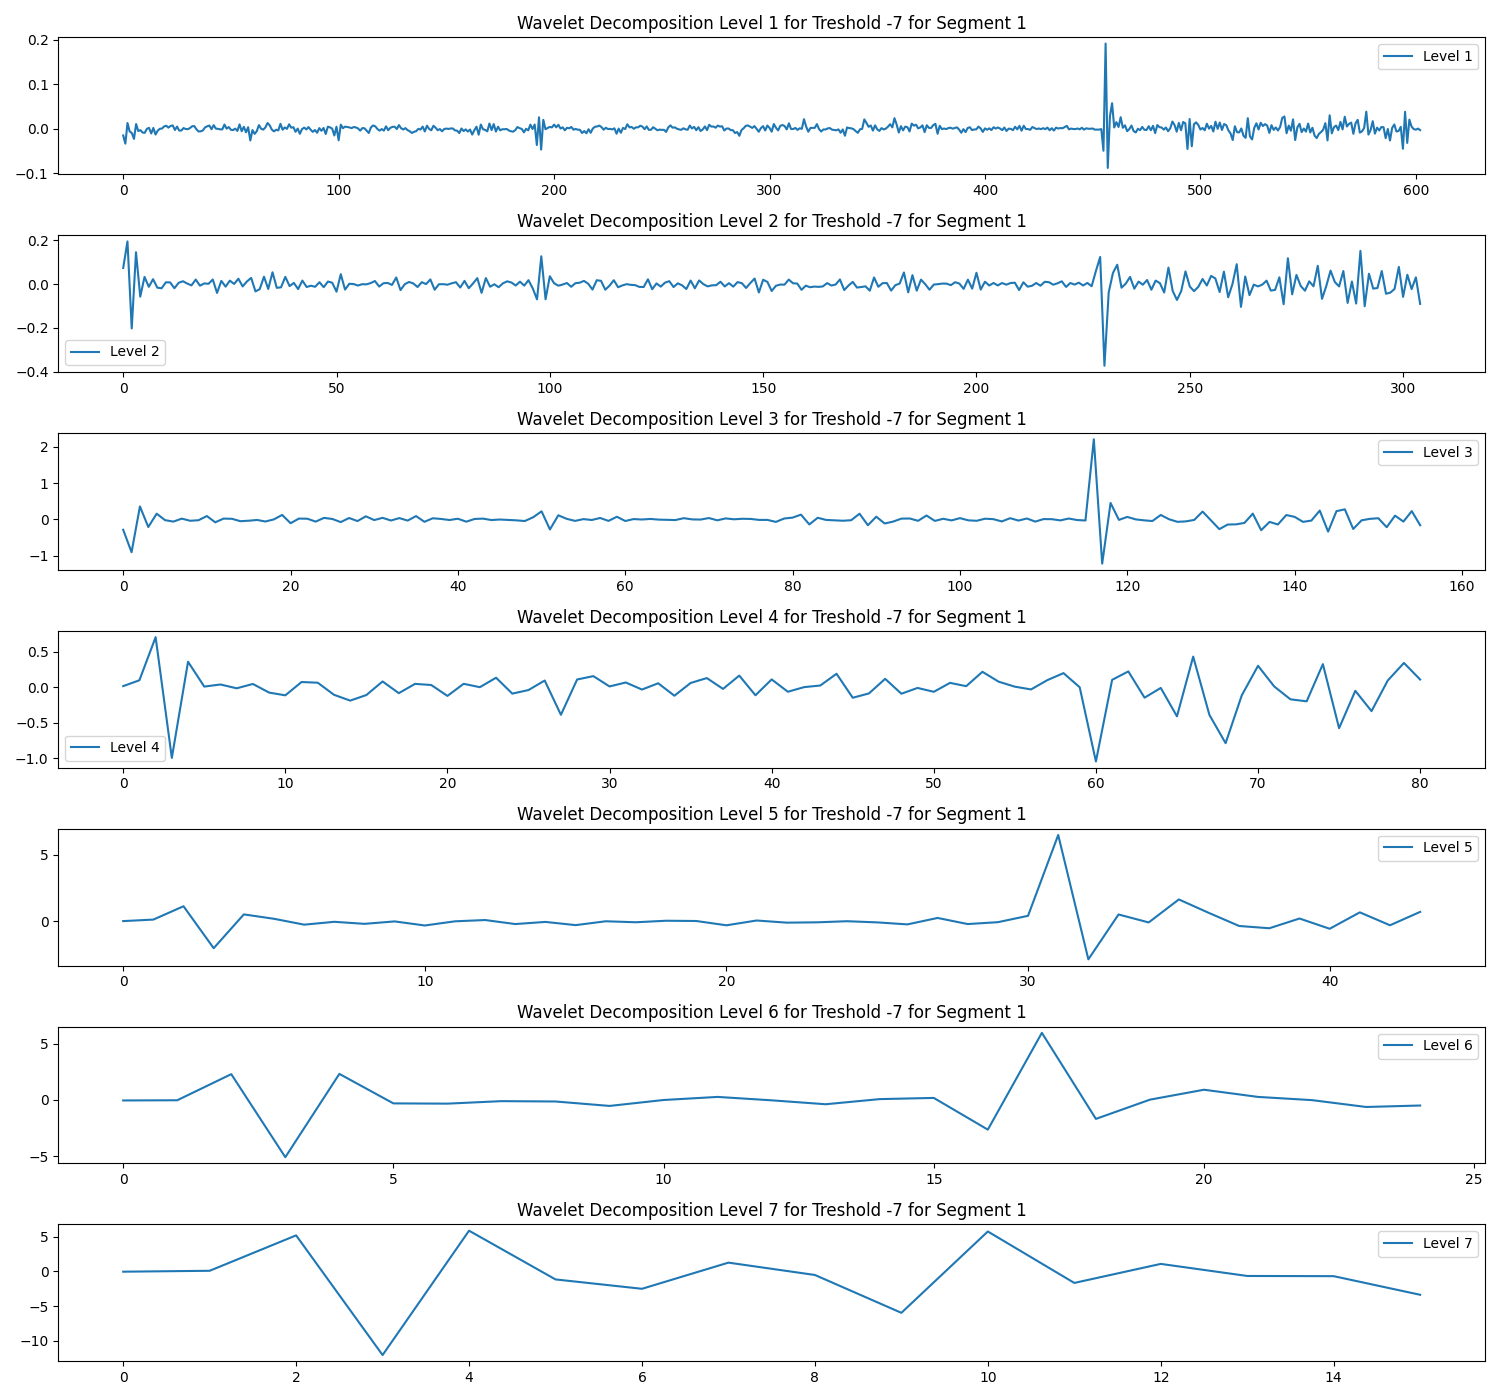 Wavelet Decomposition Level 1 for Treshold -7 for Segment 1
0.2
0.1
0.0
−0.1
Level 1
0 100 200 300 400 500 600
Wavelet Decomposition Level 2 for Treshold -7 for Segment 1
0.2
0.0
−0.2
−0.4
Level 2
0 50 100 150 200 250 300
Wavelet Decomposition Level 3 for Treshold -7 for Segment 1
2
1
0
−1
Level 3
0 20 40 60 80 100 120 140 160
Wavelet Decomposition Level 4 for Treshold -7 for Segment 1
0.5
0.0
−0.5
−1.0
Level 4
0 10 20 30 40 50 60 70 80
Wavelet Decomposition Level 5 for Treshold -7 for Segment 1
5
0
Level 5
0 10 20 30 40
Wavelet Decomposition Level 6 for Treshold -7 for Segment 1
5
0
−5
Level 6
0 5 10 15 20 25
Wavelet Decomposition Level 7 for Treshold -7 for Segment 1
5
0
−5
−10
Level 7
0 2 4 6 8 10 12 14